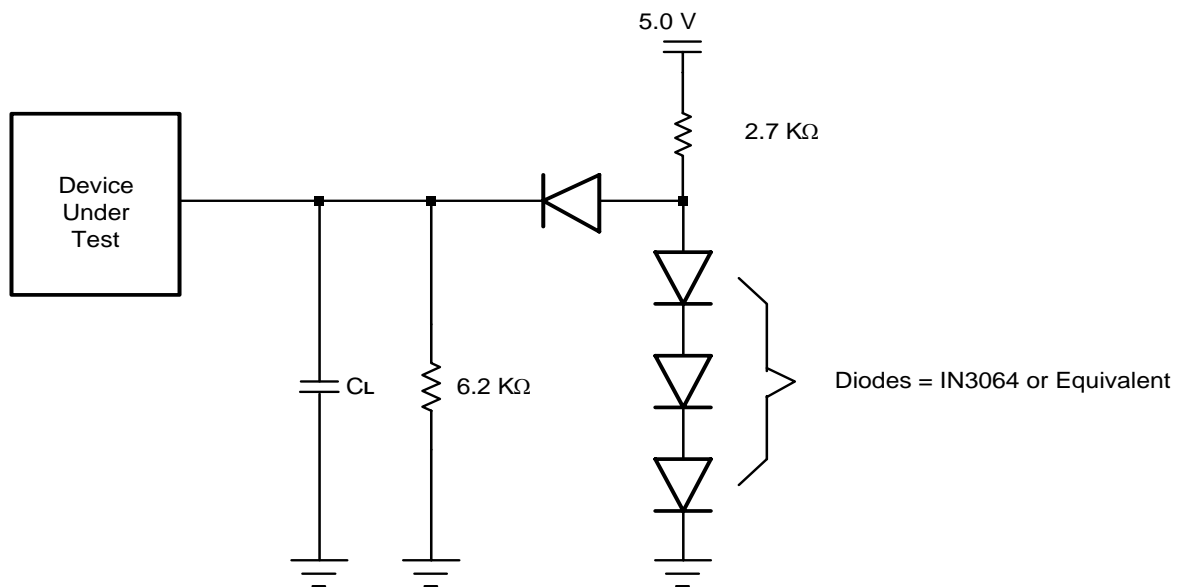 5.0 V
2.7 KΩ
Device
Under
Test
CL
6.2 KΩ
Diodes = IN3064 or Equivalent